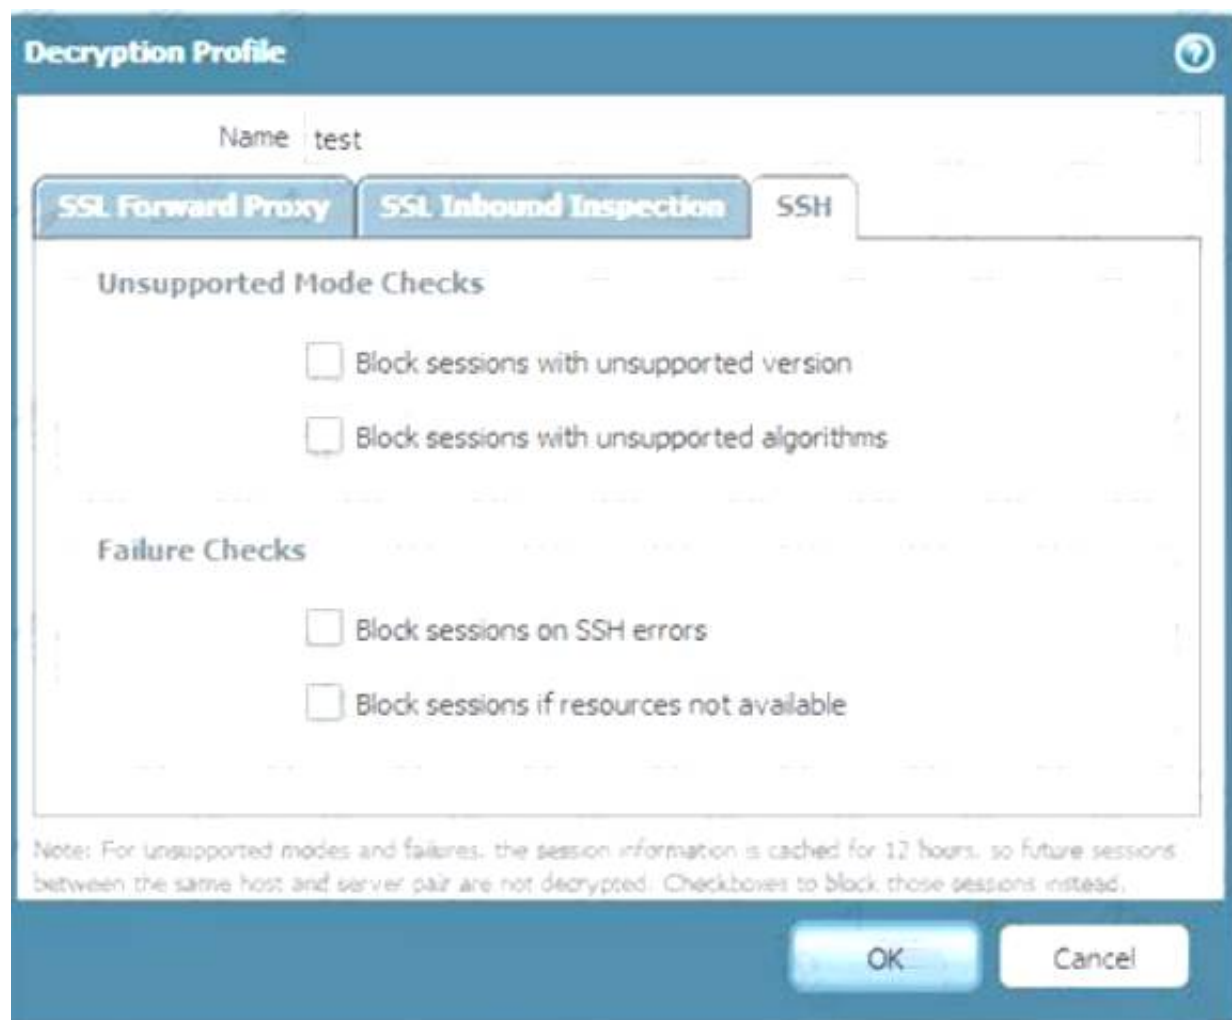 Decryption Profile
?
Name test
SSL Forward Proxy SSL Inbound Inspection SSH
Unsupported Mode Checks
Block sessions with unsupported version
Block sessions with unsupported algorithms
Failure Checks
Block sessions on SSH errors
Block sessions if resources not available
Note: For unsupported modes and failures, the session information is cached for 12 hours, so future sessions
between the same host and server pair are not decrypted. Checkboxes to block those sessions instead.
OK Cancel